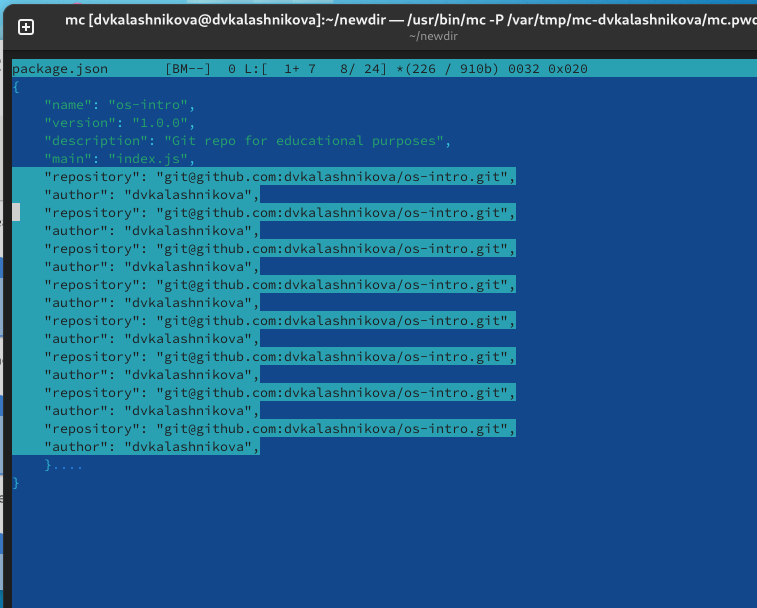 mc [dvkalashnikova@dvkalashnikova]:~/newdir — /usr/bin/mc -P /var/tmp/mc-dvkalashnikova/mc.pwd
~/newdir
package.json       [BM--]  0 L:[  1+ 7   8/ 24] *(226 / 910b) 0032 0x020
{
    "name": "os-intro",
    "version": "1.0.0",
    "description": "Git repo for educational purposes",
    "main": "index.js",
    "repository": "git@github.com:dvkalashnikova/os-intro.git",
    "author": "dvkalashnikova",
    "repository": "git@github.com:dvkalashnikova/os-intro.git",
    "author": "dvkalashnikova",
    "repository": "git@github.com:dvkalashnikova/os-intro.git",
    "author": "dvkalashnikova",
    "repository": "git@github.com:dvkalashnikova/os-intro.git",
    "author": "dvkalashnikova",
    "repository": "git@github.com:dvkalashnikova/os-intro.git",
    "author": "dvkalashnikova",
    "repository": "git@github.com:dvkalashnikova/os-intro.git",
    "author": "dvkalashnikova",
    "repository": "git@github.com:dvkalashnikova/os-intro.git",
    "author": "dvkalashnikova",
    "repository": "git@github.com:dvkalashnikova/os-intro.git",
    "author": "dvkalashnikova",
    }....
}